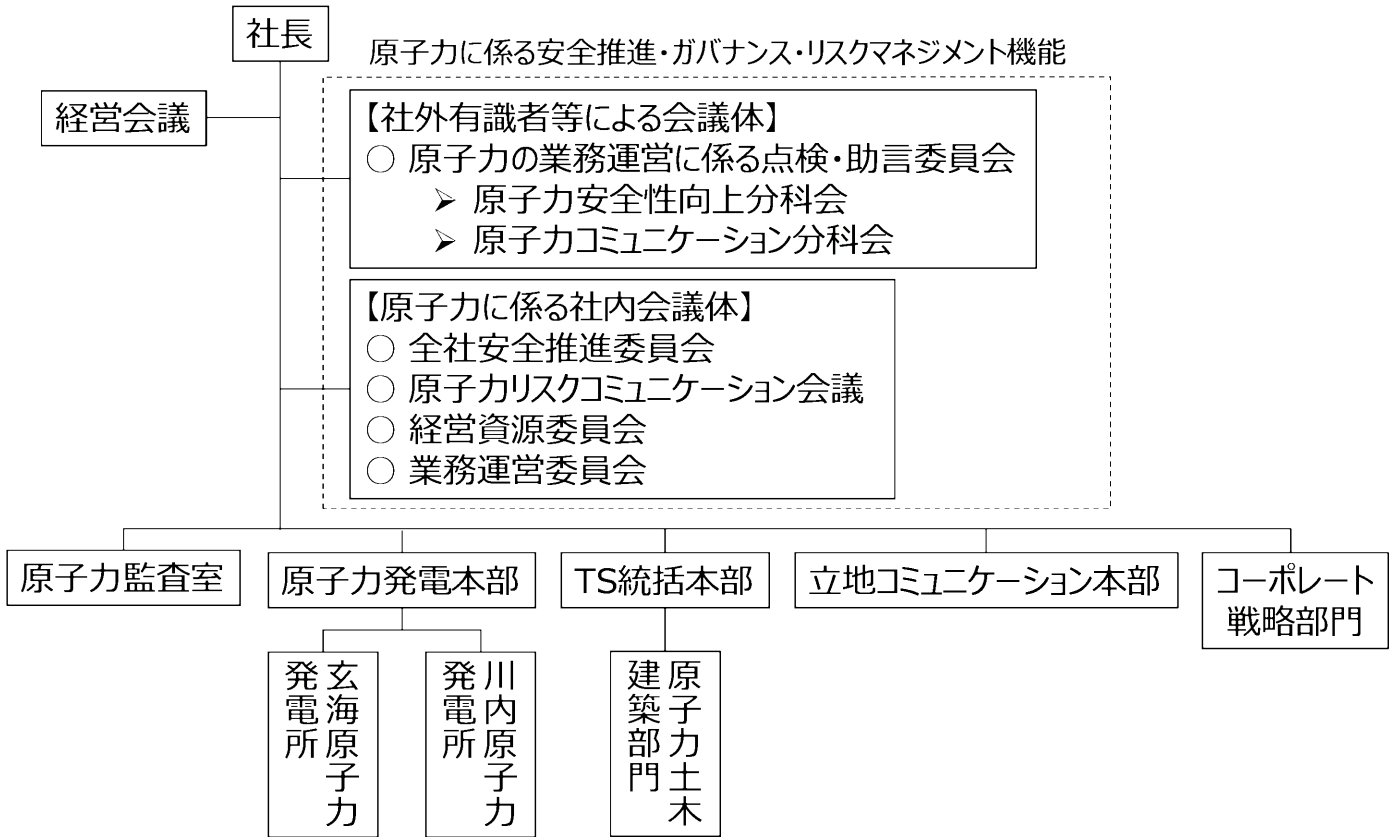 社長
原子力に係る安全推進・ガバナンス・リスクマネジメント機能
経営会議
【社外有識者等による会議体】
○ 原子力の業務運営に係る点検・助言委員会
➢ 原子力安全性向上分科会
➢ 原子力コミュニケーション分科会
【原子力に係る社内会議体】
○ 全社安全推進委員会
○ 原子力リスクコミュニケーション会議
○ 経営資源委員会
○ 業務運営委員会
原子力監査室
原子力発電本部
TS統括本部
立地コミュニケーション本部
コーポレート
戦略部門
玄海原子力
発電所
川内原子力
発電所
原子力土木
建築部門